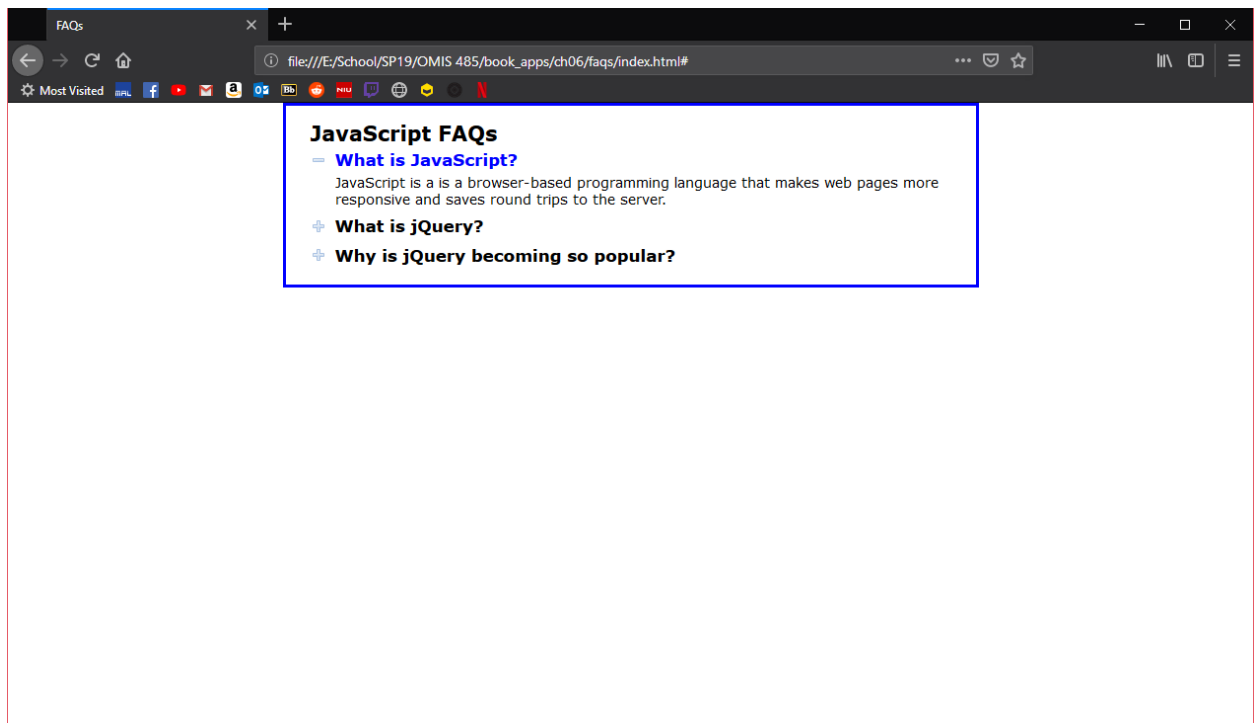 FAQs
file:///E:/School/SP19/OMIS 485/book_apps/ch06/faqs/index.html#
Most Visited
JavaScript FAQs
What is JavaScript?
JavaScript is a is a browser-based programming language that makes web pages more
responsive and saves round trips to the server.
What is jQuery?
Why is jQuery becoming so popular?